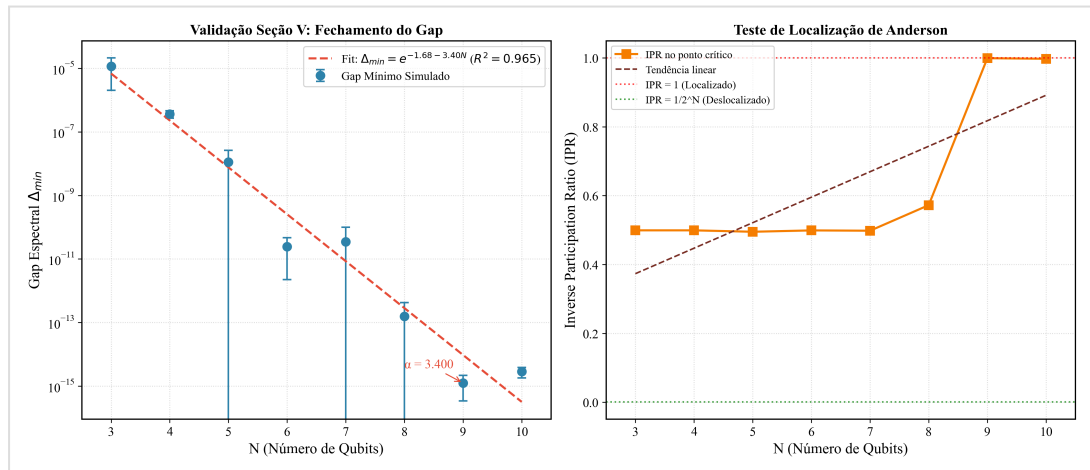 Validação Seção V: Fechamento do Gap
Fit: Δmin = e^−1.68−3.40N (R² = 0.965)
Gap Mínimo Simulado
Gap Espectral Δmin
10^−5
10^−7
10^−9
10^−11
10^−13
10^−15
α = 3.400
3 4 5 6 7 8 9 10
N (Número de Qubits)
Teste de Localização de Anderson
IPR no ponto crítico
Tendência linear
IPR = 1 (Localizado)
IPR = 1/2^N (Deslocalizado)
Inverse Participation Ratio (IPR)
1.0
0.8
0.6
0.4
0.2
0.0
3 4 5 6 7 8 9 10
N (Número de Qubits)